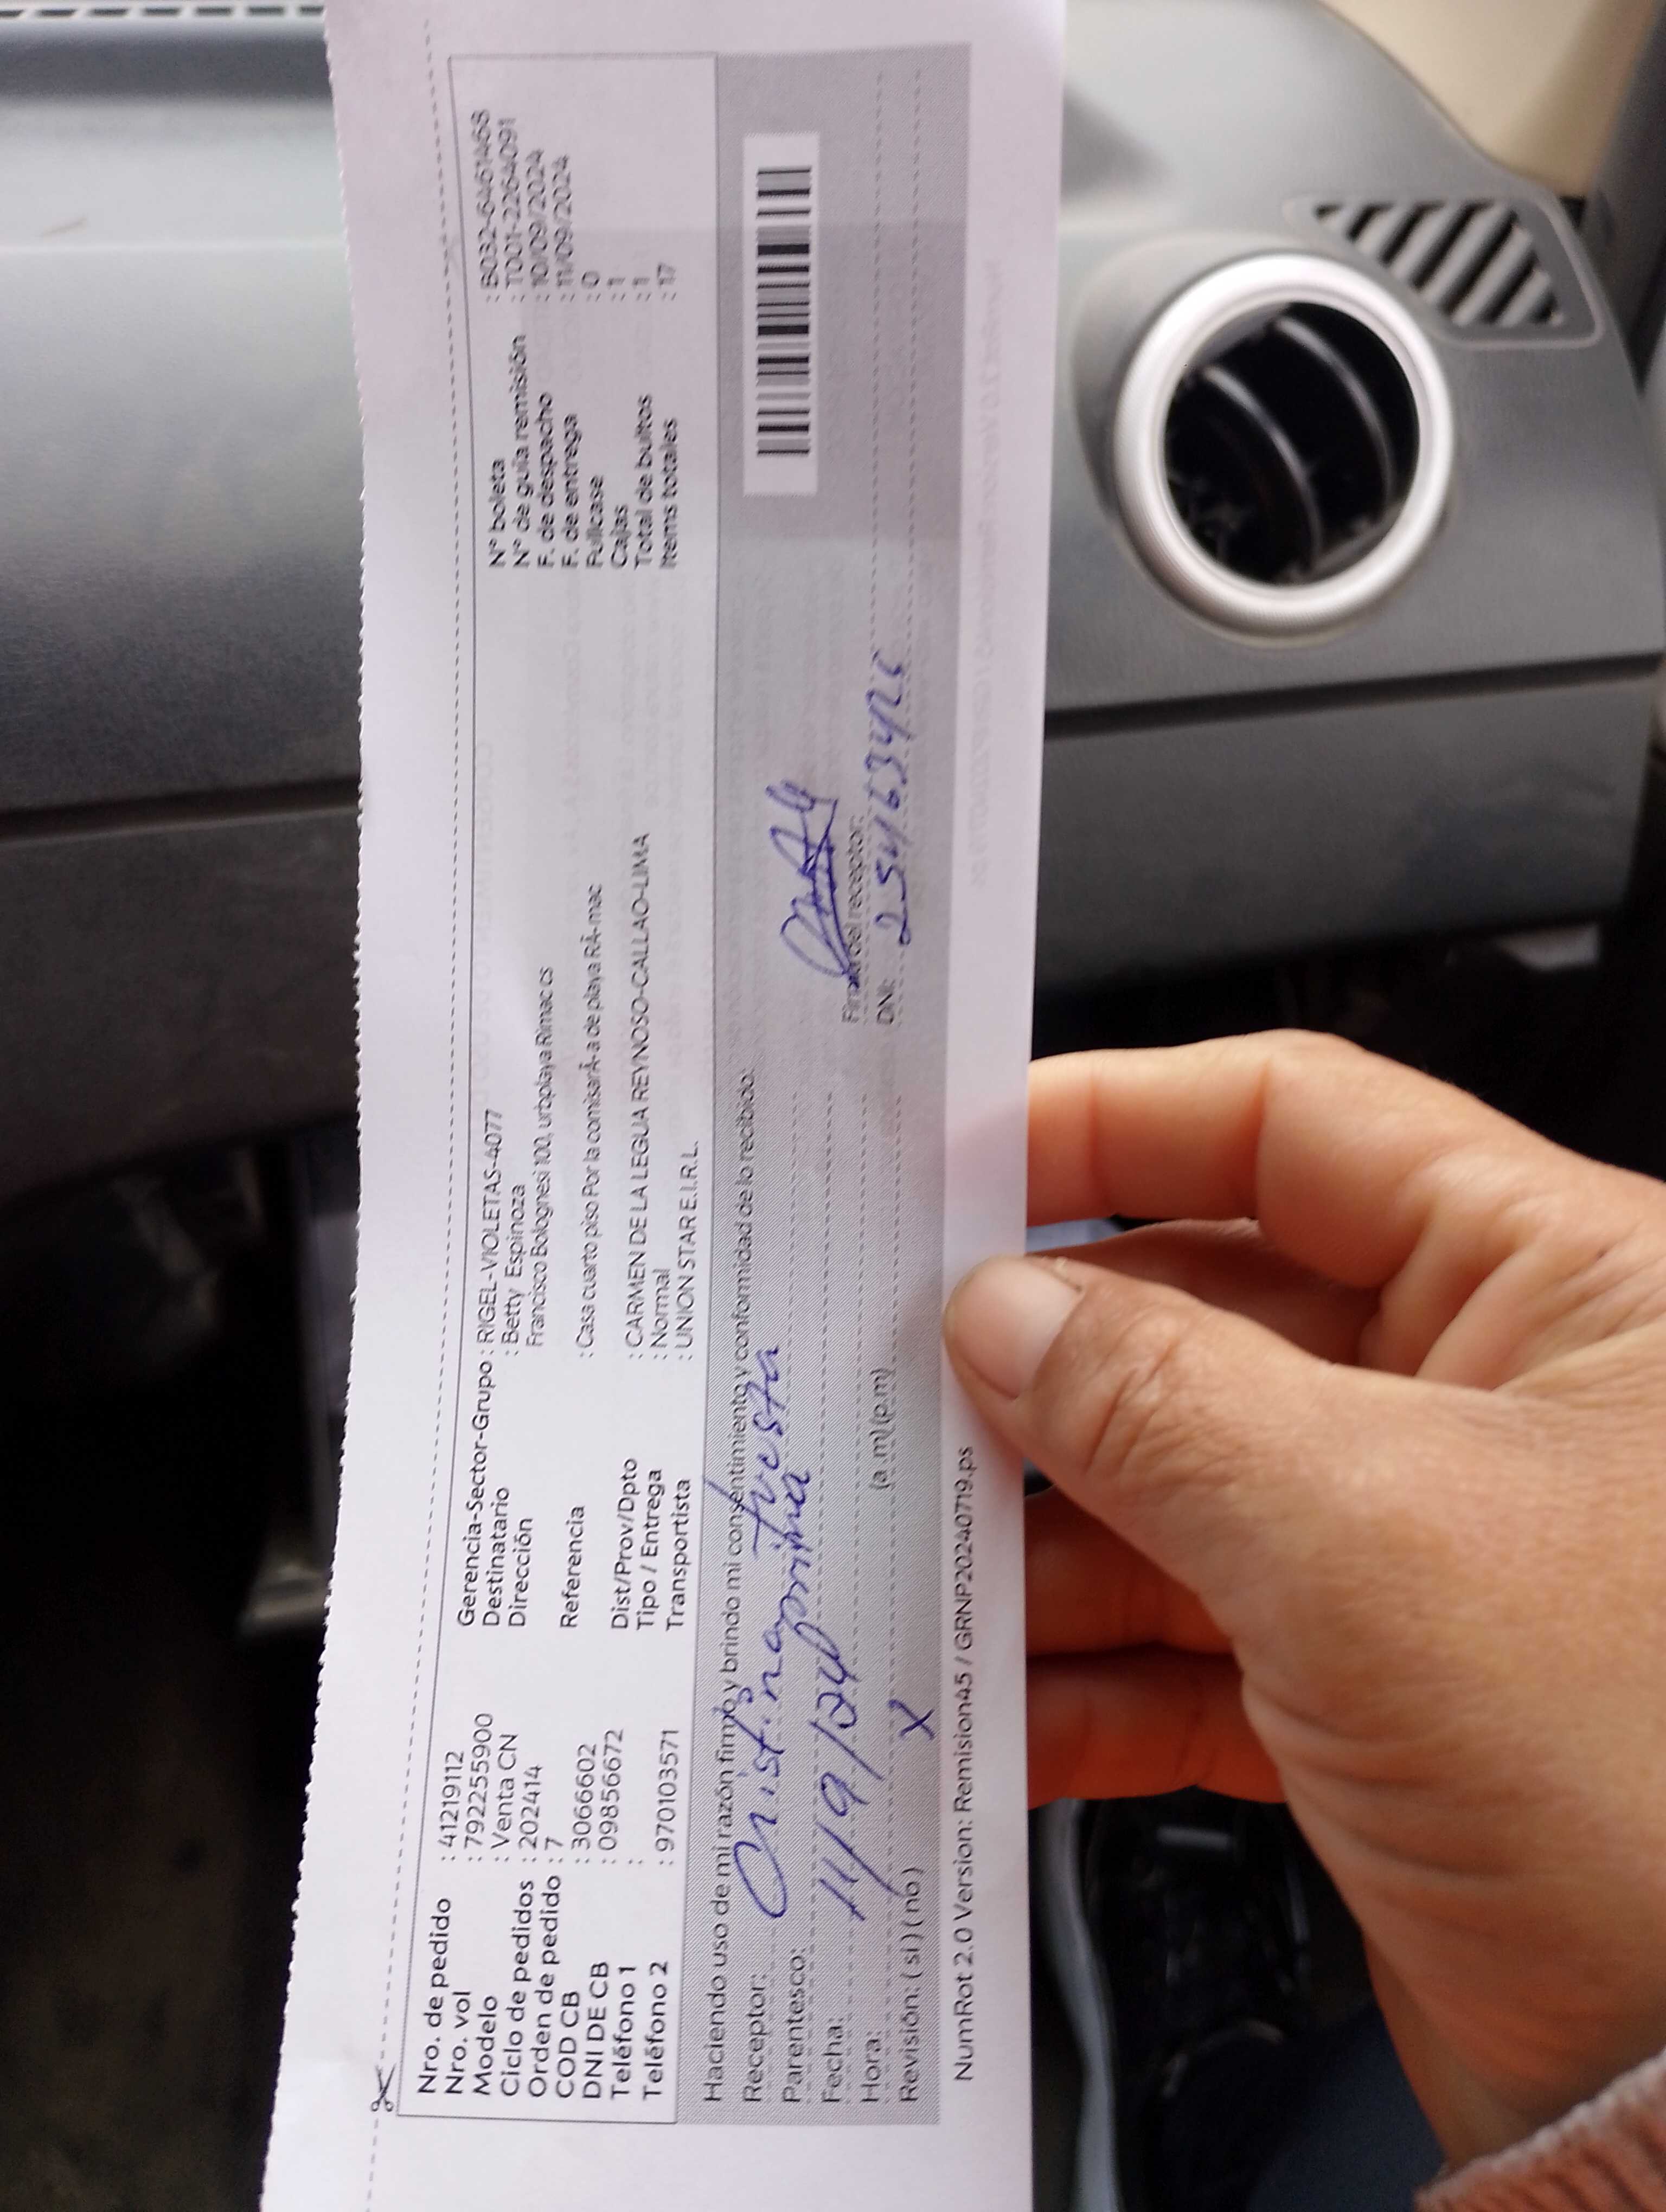 Nro. de pedido : 41219112
Nro. vol : 7922555900
Modelo : Venta CN
Ciclo de pedidos : 202414
Orden de pedido : 7
COD CB : 3066602
DNI DE CB : 09856672
Teléfono 1 :
Teléfono 2 : 970103571
Gerencia-Sector-Grupo : RIGEL-VIOLETAS-4077
Destinatario : Betty Espinoza
Dirección Francisco Bolognesi 100, urbplaya Rimac cs
Referencia : Casa cuarto piso Por la comisarÃ-a de playa RÃ-mac
Dist/Prov/Dpto : CARMEN DE LA LEGUA REYNOSO-CALLAO-LIMA
Tipo / Entrega : Normal
Transportista : UNION STAR E.I.R.L.
N° boleta : B032-6461468
N° de guía remisión : T001-2264091
F. de despacho : 10/09/2024
F. de entrega : 11/09/2024
Fullcase : 0
Cajas : 1
Total de bultos : 1
Items totales : 17
Haciendo uso de mi razón firmo y brindo mi consentimiento y conformidad de lo recibido:
Receptor:
Parentesco:
Fecha: 11/9/24
Hora: (a.m) (p.m)
Revisión: ( si ) ( no ) X
Firma del receptor:
DNI:
NumRot 2.0 Version: Remision45 / GRNP20240719.ps